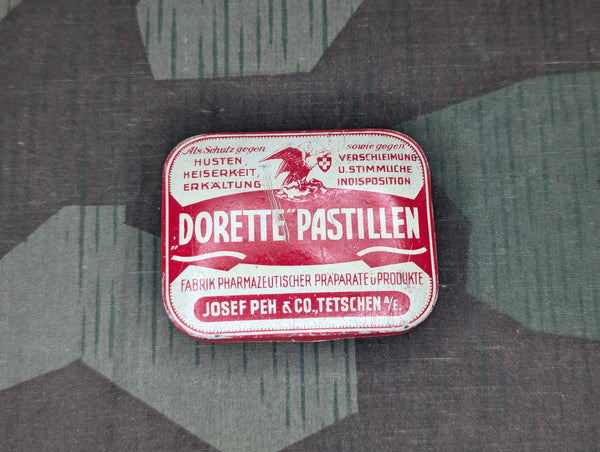 Als Schutz gegen
HUSTEN,
HEISERKEIT,
ERKÄLTUNG
sowie gegen
VERSCHLEIMUNG
U. STIMMLICHE
INDISPOSITION
"DORETTE" PASTILLEN
FABRIK PHARMAZEUTISCHER PRÄPARATE U PRODUKTE
JOSEF PEH & CO., TETSCHEN A/E.